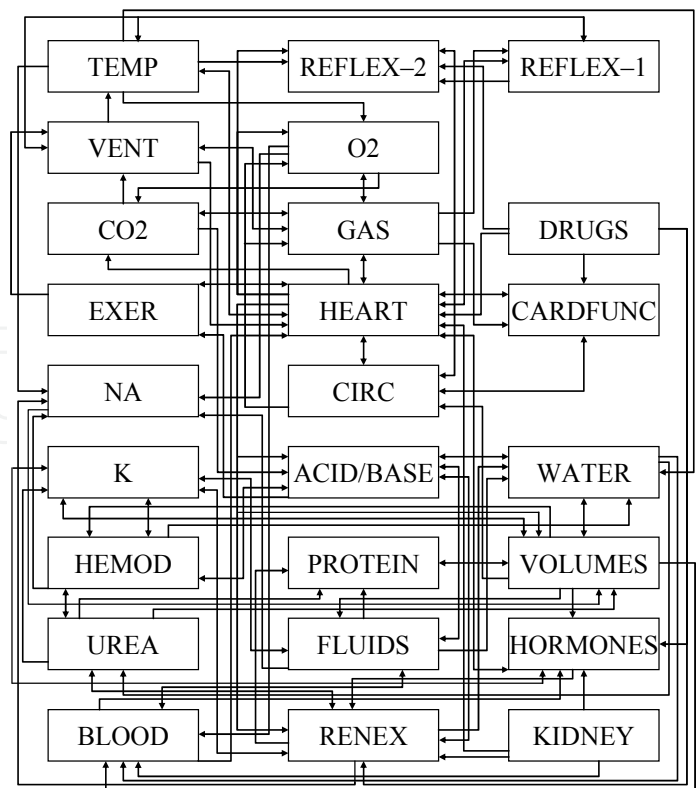 TEMP REFLEX–2 REFLEX–1
VENT O2
CO2 GAS DRUGS
EXER HEART CARDFUNC
NA CIRC
K ACID/BASE WATER
HEMOD PROTEIN VOLUMES
UREA FLUIDS HORMONES
BLOOD RENEX KIDNEY